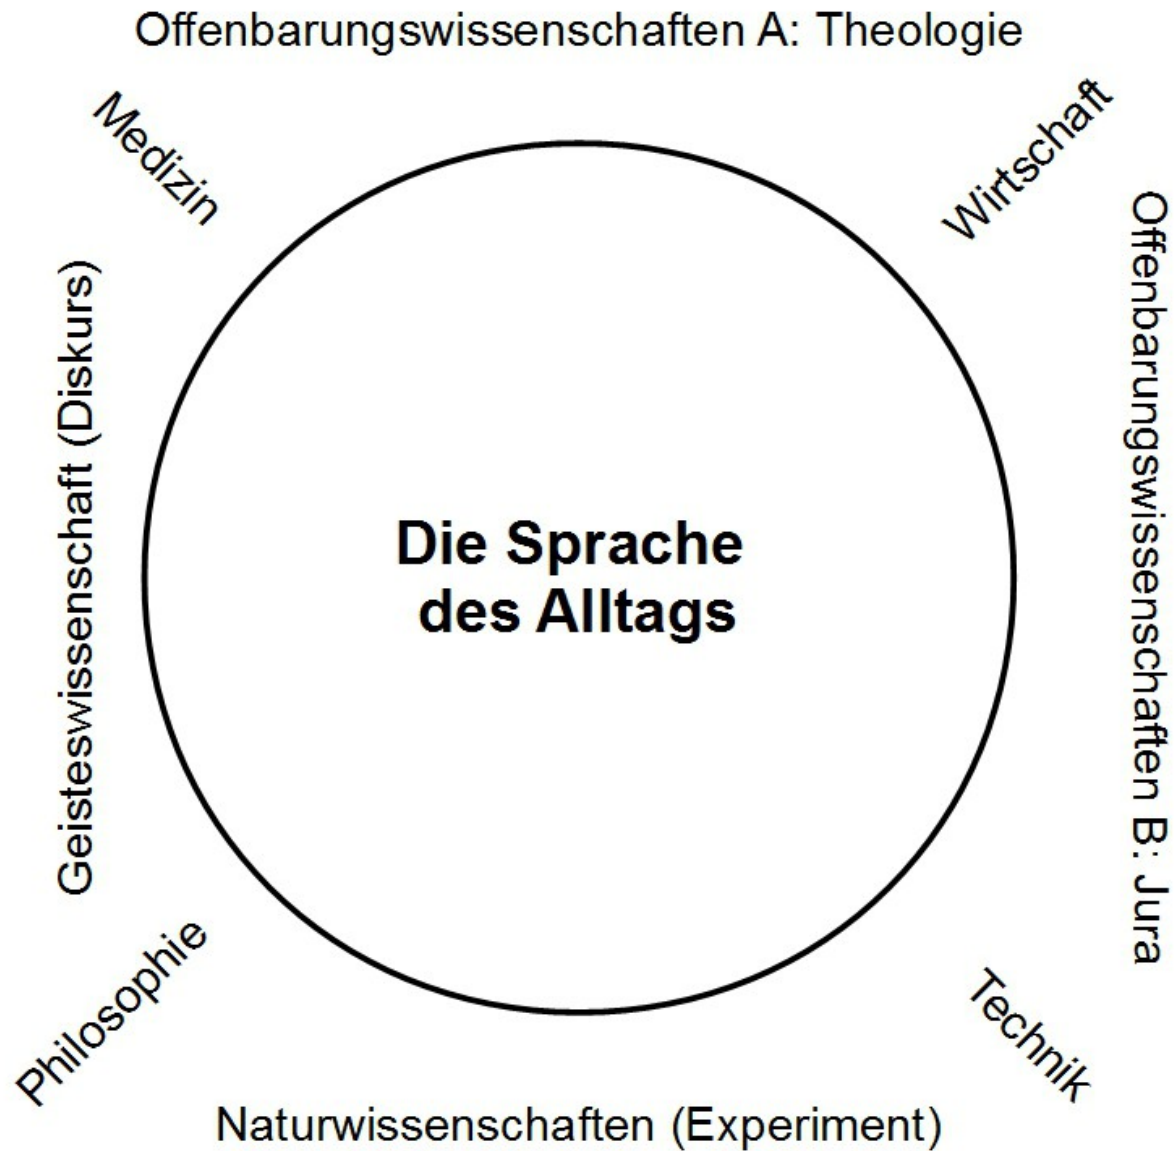 Offenbarungswissenschaften A: Theologie
Medizin
Wirtschaft
Geisteswissenschaft (Diskurs)
Die Sprache
des Alltags
Offenbarungswissenschaften B: Jura
Philosophie
Technik
Naturwissenschaften (Experiment)